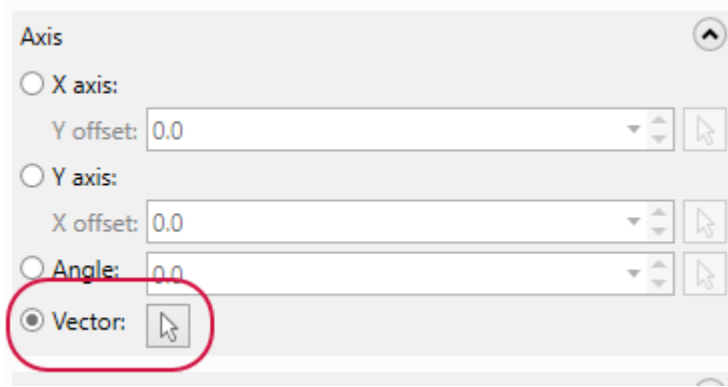 Axis
X axis:
Y offset: 0.0
Y axis:
X offset: 0.0
Angle: 0.0
Vector: